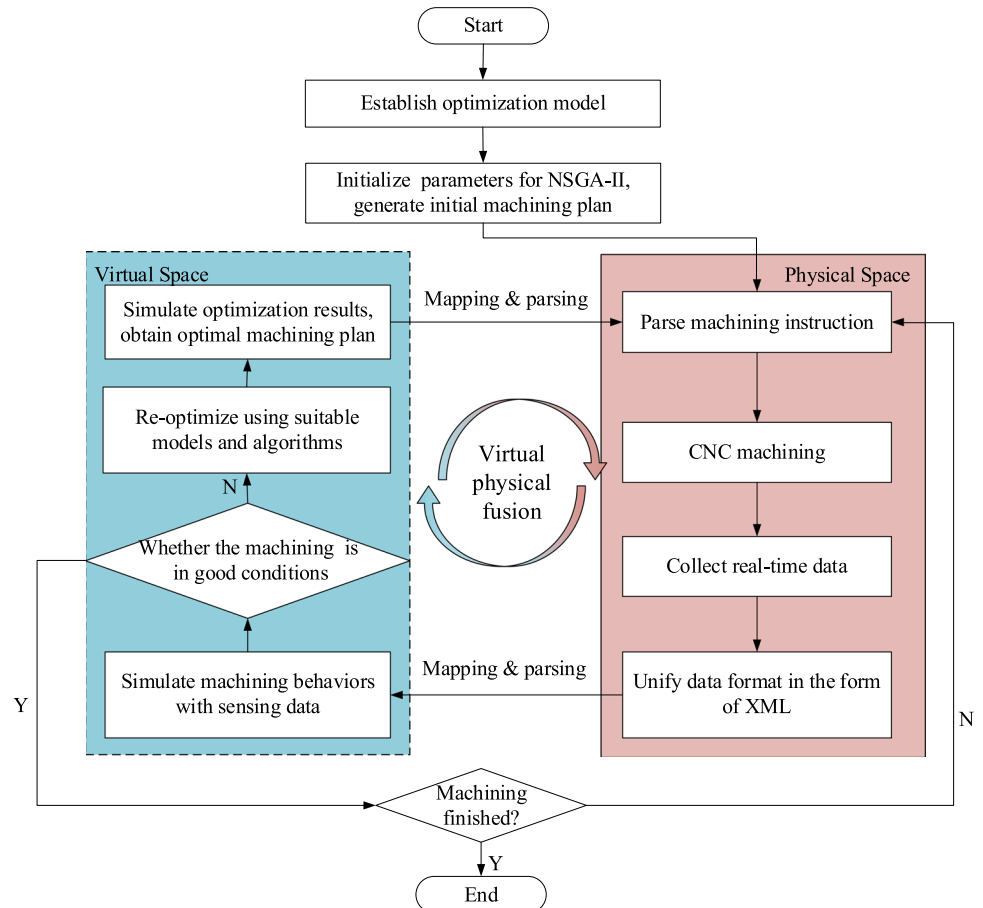 Start
Establish optimization model
Initialize parameters for NSGA-II,
generate initial machining plan
Virtual Space
Physical Space
Simulate optimization results,
obtain optimal machining plan
Mapping & parsing
Parse machining instruction
Re-optimize using suitable
models and algorithms
Virtual
physical
fusion
CNC machining
N
Whether the machining is
in good conditions
Collect real-time data
Simulate machining behaviors
with sensing data
Mapping & parsing
Unify data format in the form
of XML
Y
N
Machining
finished?
Y
End